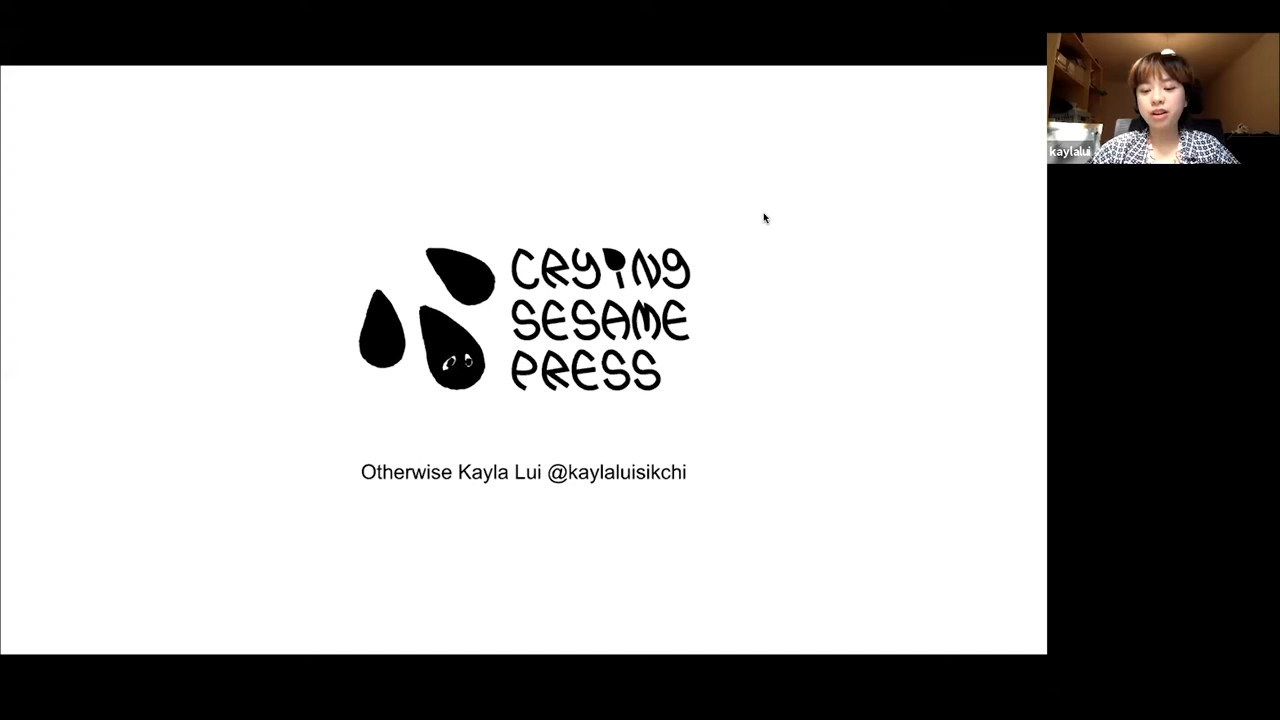 CRYiNG
SESAME
PRESS
Otherwise Kayla Lui @kaylaluisikchi
kaylalui